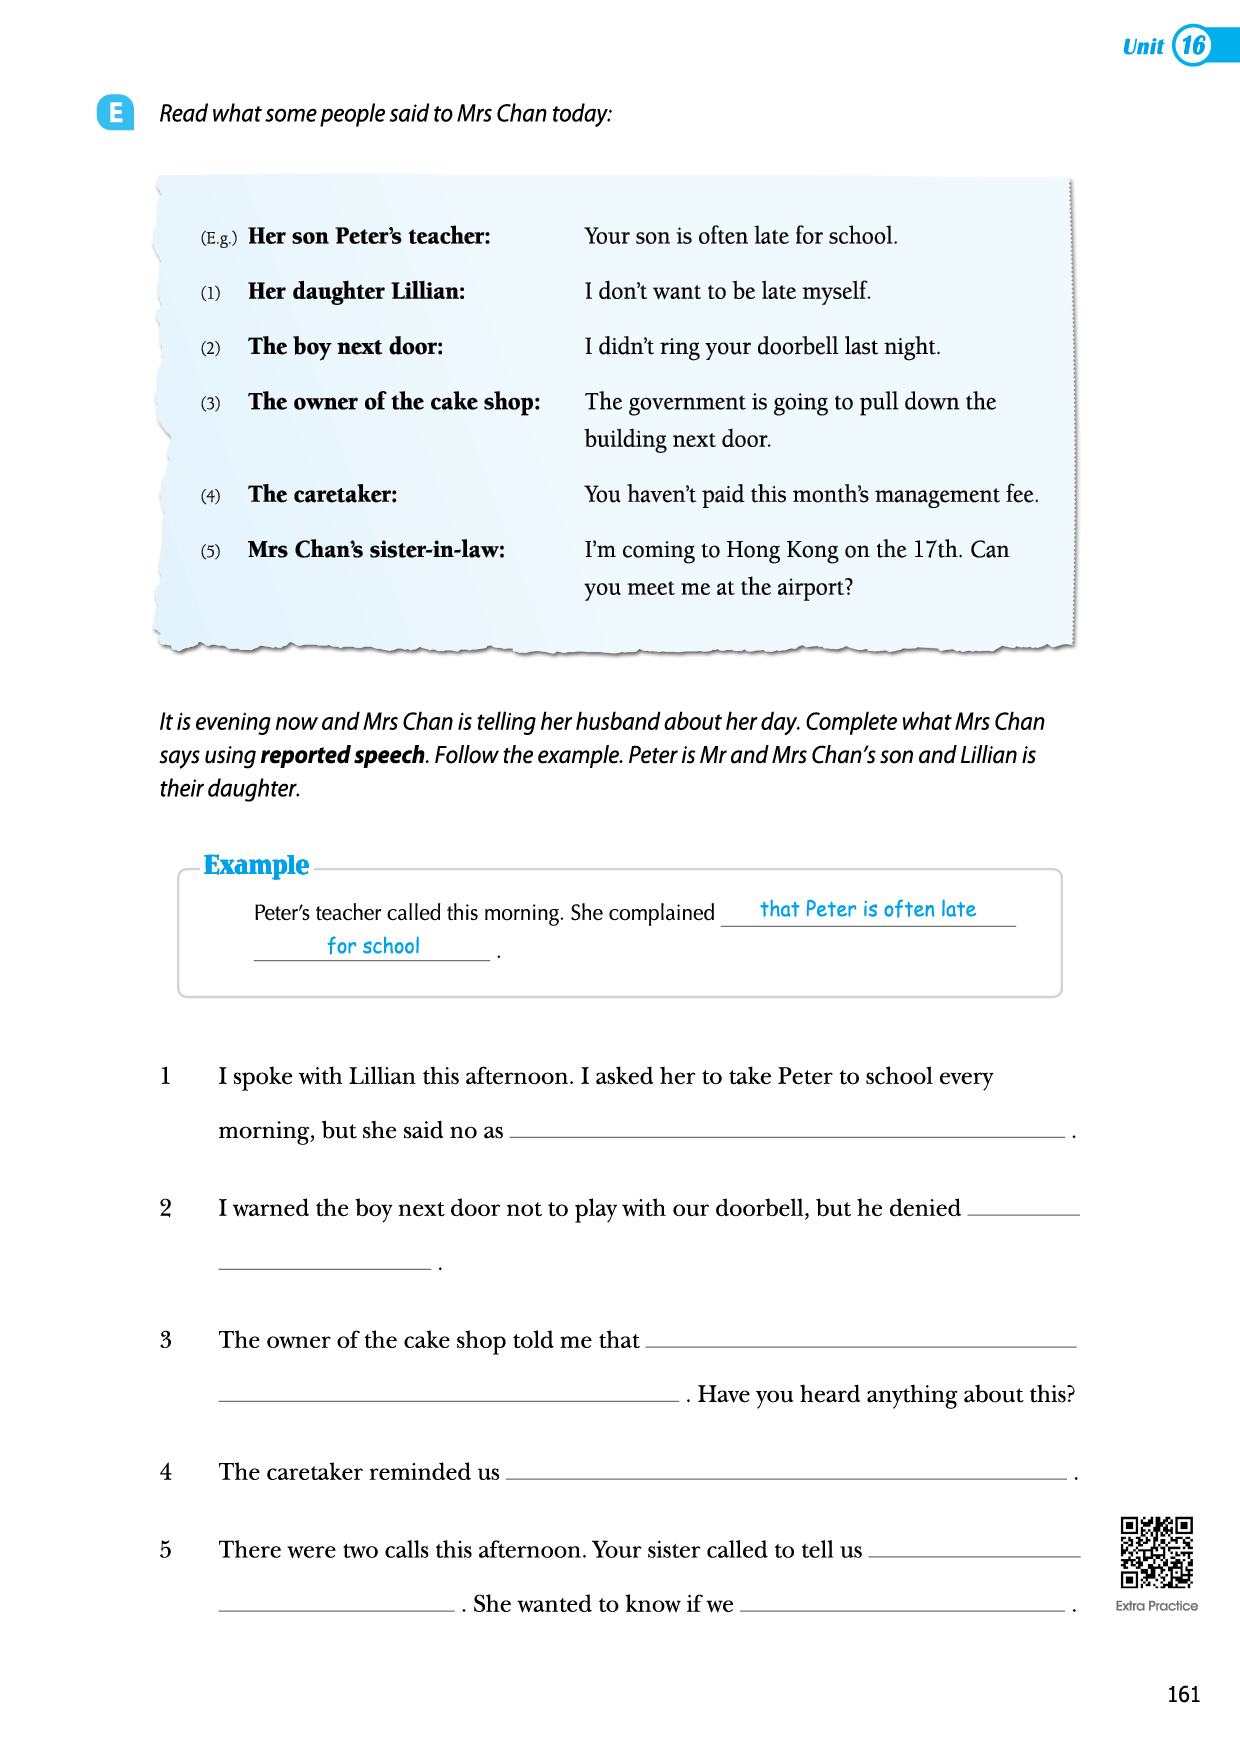 Unit 16
E Read what some people said to Mrs Chan today:
(E.g.) Her son Peter's teacher: Your son is often late for school.
(1) Her daughter Lillian: I don't want to be late myself.
(2) The boy next door: I didn't ring your doorbell last night.
(3) The owner of the cake shop: The government is going to pull down the
building next door.
(4) The caretaker: You haven't paid this month's management fee.
(5) Mrs Chan's sister-in-law: I'm coming to Hong Kong on the 17th. Can
you meet me at the airport?
It is evening now and Mrs Chan is telling her husband about her day. Complete what Mrs Chan
says using reported speech. Follow the example. Peter is Mr and Mrs Chan's son and Lillian is
their daughter.
Example
Peter's teacher called this morning. She complained that Peter is often late
for school .
1 I spoke with Lillian this afternoon. I asked her to take Peter to school every
morning, but she said no as .
2 I warned the boy next door not to play with our doorbell, but he denied
.
3 The owner of the cake shop told me that
. Have you heard anything about this?
4 The caretaker reminded us .
5 There were two calls this afternoon. Your sister called to tell us
. She wanted to know if we .
Extra Practice
161